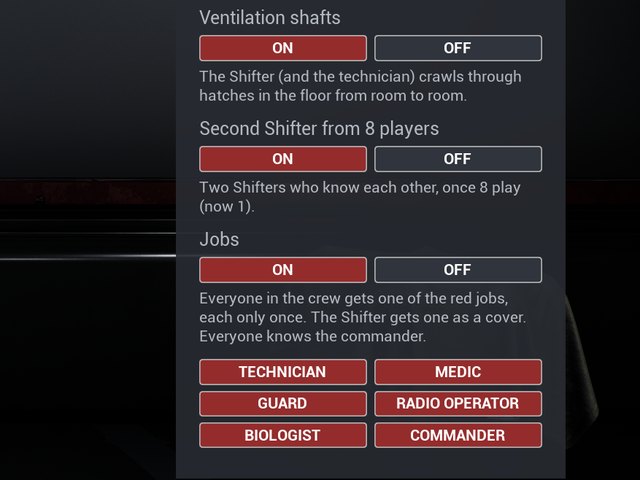 Ventilation shafts
ON OFF
The Shifter (and the technician) crawls through
hatches in the floor from room to room.
Second Shifter from 8 players
ON OFF
Two Shifters who know each other, once 8 play
(now 1).
Jobs
ON OFF
Everyone in the crew gets one of the red jobs,
each only once. The Shifter gets one as a cover.
Everyone knows the commander.
TECHNICIAN MEDIC
GUARD RADIO OPERATOR
BIOLOGIST COMMANDER